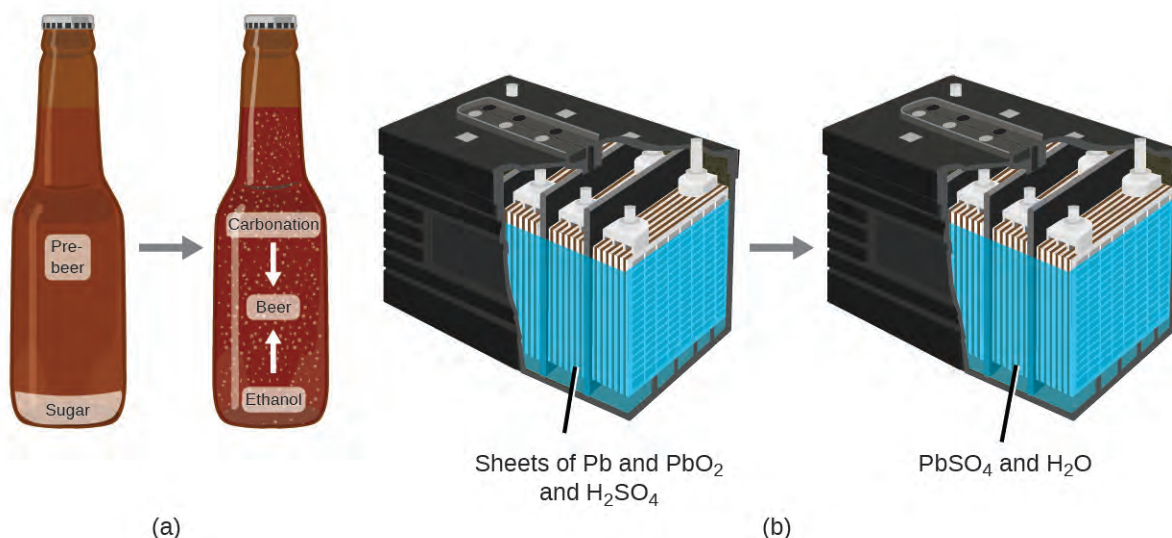 Pre-
beer
Sugar
Carbonation
Beer
Ethanol
(a)
Sheets of Pb and PbO₂
and H₂SO₄
PbSO₄ and H₂O
(b)